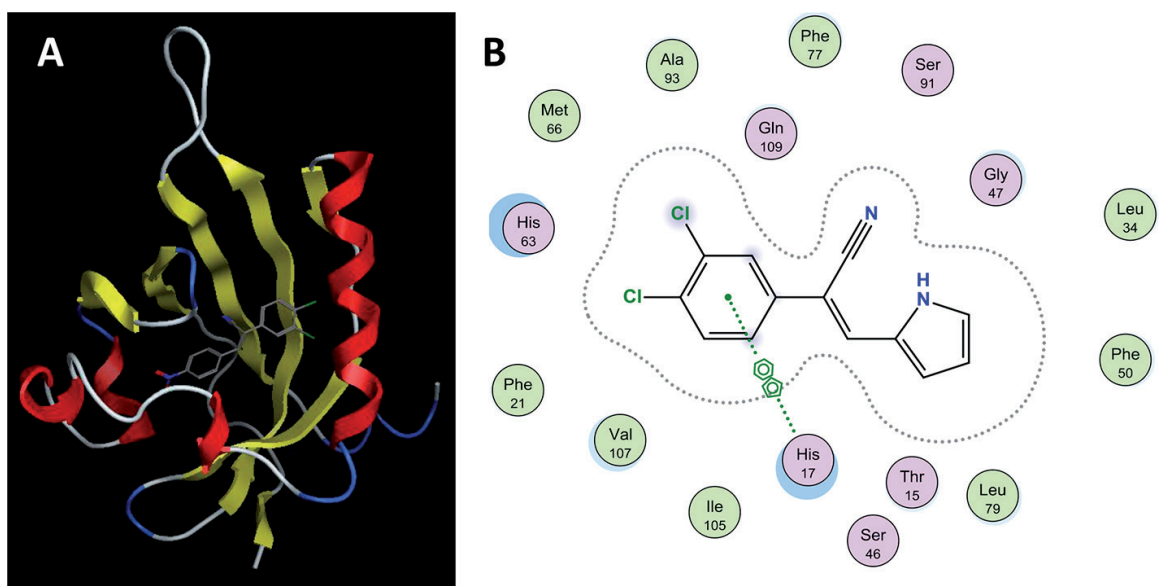 A
B
Phe
77
Ala
93
Ser
91
Met
66
Gln
109
Gly
47
Leu
34
His
63
Cl
N
Cl
H
N
Phe
50
Phe
21
Val
107
His
17
Thr
15
Leu
79
Ile
105
Ser
46